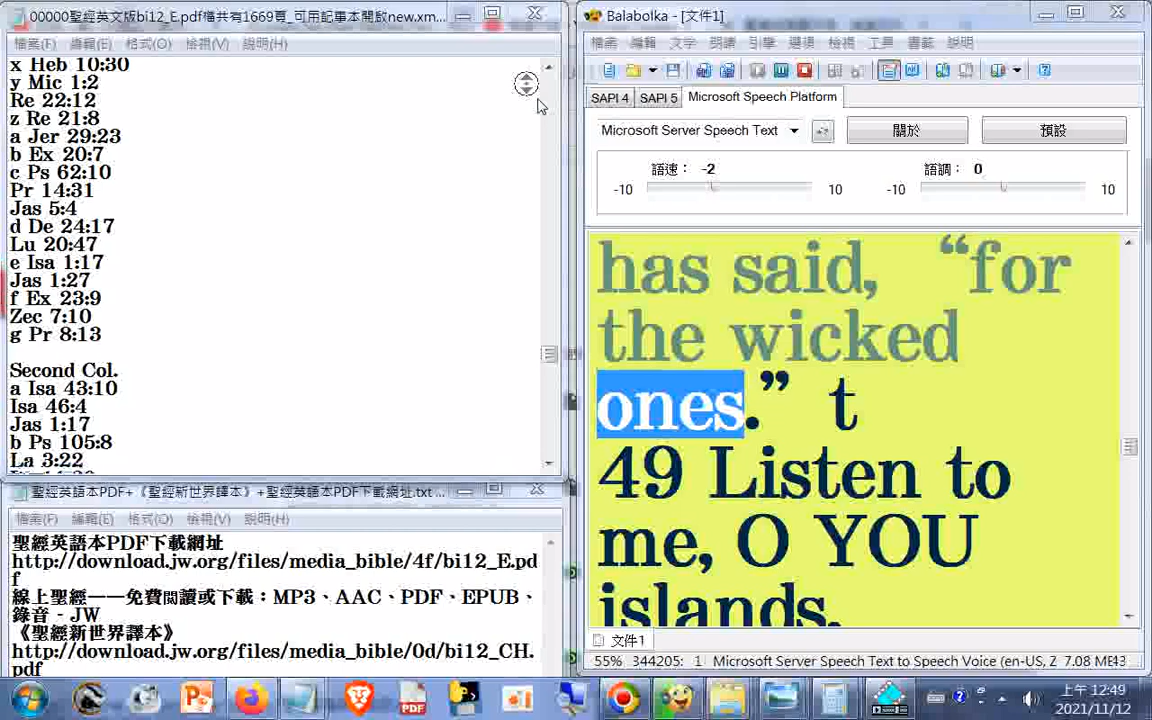 00000聖經英文版bi12_E.pdf檔共有1669頁_可用記事本開啟new.xm...
檔案(F) 編輯(E) 格式(O) 檢視(V) 說明(H)
x Heb 10:30
y Mic 1:2
Re 22:12
z Re 21:8
a Jer 29:23
b Ex 20:7
c Ps 62:10
Pr 14:31
Jas 5:4
d De 24:17
Lu 20:47
e Isa 1:17
Jas 1:27
f Ex 23:9
Zec 7:10
g Pr 8:13
Second Col.
a Isa 43:10
Isa 46:4
Jas 1:17
b Ps 105:8
La 3:22
聖經英語本PDF+《聖經新世界譯本》+聖經英語本PDF下載網址.txt ...
檔案(F) 編輯(E) 格式(O) 檢視(V) 說明(H)
聖經英語本PDF下載網址
http://download.jw.org/files/media_bible/4f/bi12_E.pd
f
線上聖經——免費閱讀或下載：MP3、AAC、PDF、EPUB、
錄音 - JW
《聖經新世界譯本》
http://download.jw.org/files/media_bible/0d/bi12_CH.
pdf
Balabolka - [文件1]
檔案 編輯 文字 閱讀 引擎 選項 檢視 工具 書籤 說明
SAPI 4 SAPI 5 Microsoft Speech Platform
Microsoft Server Speech Text 關於 預設
語速： -2 語調： 0
-10 10 -10 10
has said, “for
the wicked
ones.” t
49 Listen to
me, O YOU
islands,
文件1
55% 344205: 1 Microsoft Server Speech Text to Speech Voice (en-US, Z 7.08 ME43
上午 12:49
2021/11/12